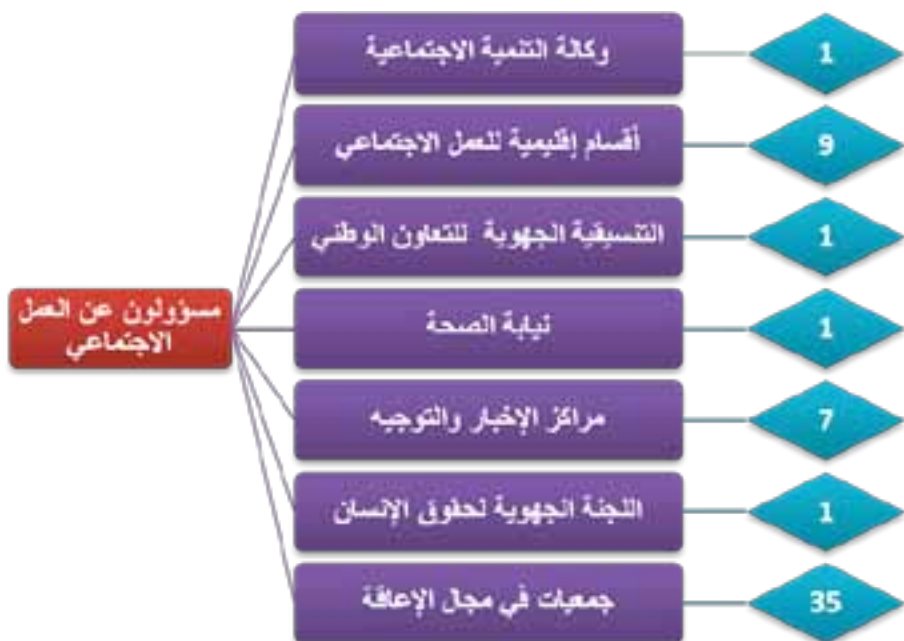 مسؤولون عن العمل
الاجتماعي
وكالة التنمية الاجتماعية
1
أقسام إقليمية للعمل الاجتماعي
9
التنسيقية الجهوية للتعاون الوطني
1
نيابة الصحة
1
مراكز الإخبار والتوجيه
7
اللجنة الجهوية لحقوق الإنسان
1
جمعيات في مجال الإعاقة
35